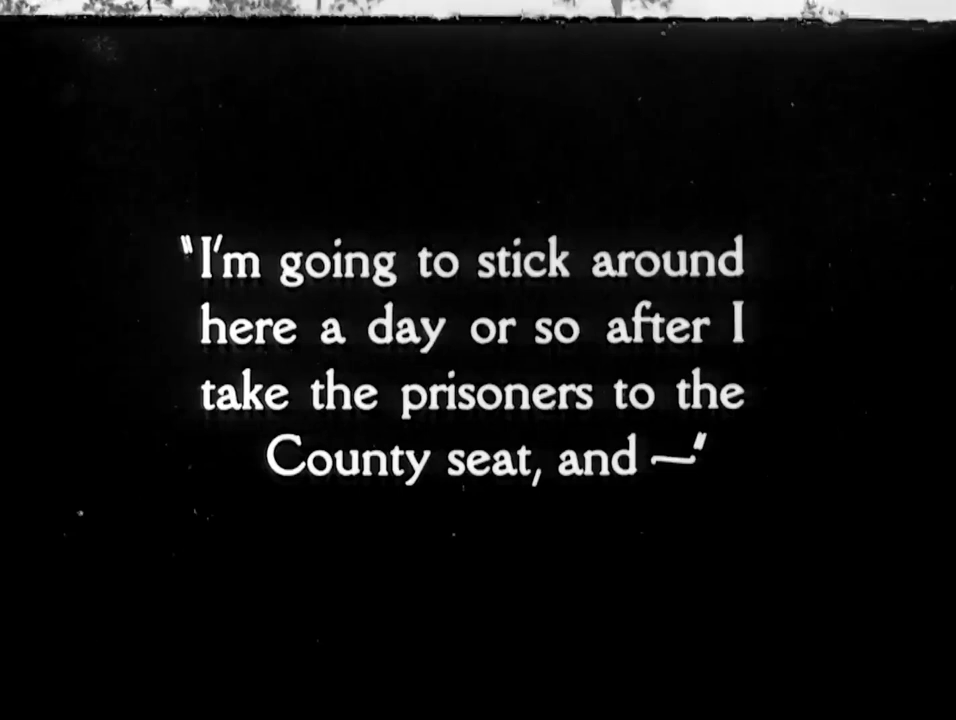 "I'm going to stick around
here a day or so after I
take the prisoners to the
County seat, and —"